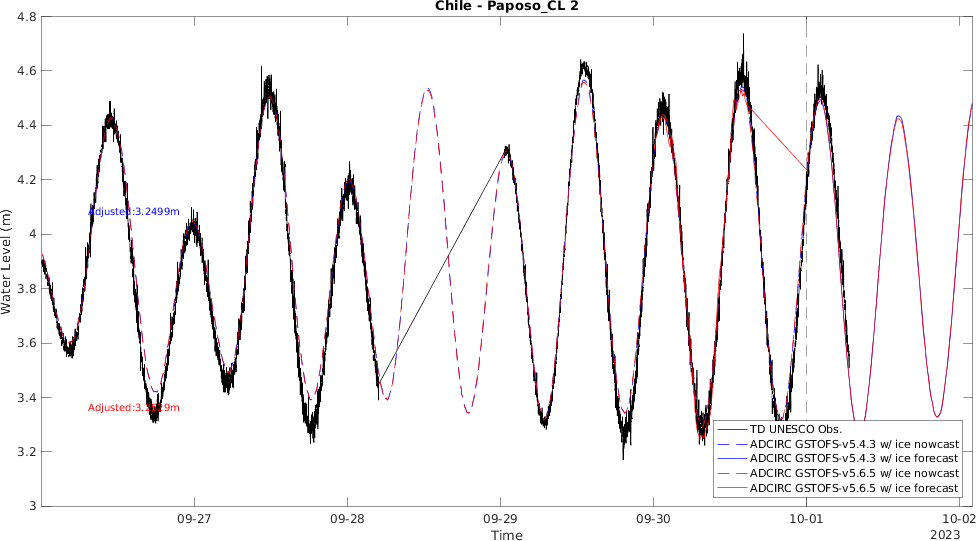 Chile - Paposo_CL 2
Water Level (m)
4.8
4.6
4.4
4.2
4
3.8
3.6
3.4
3.2
3
Adjusted:3.2499m
TD UNESCO Obs.
ADCIRC GSTOFS-v5.4.3 w/ ice nowcast
ADCIRC GSTOFS-v5.4.3 w/ ice forecast
ADCIRC GSTOFS-v5.6.5 w/ ice nowcast
ADCIRC GSTOFS-v5.6.5 w/ ice forecast
09-27
09-28
09-29
09-30
10-01
10-02
Time
2023